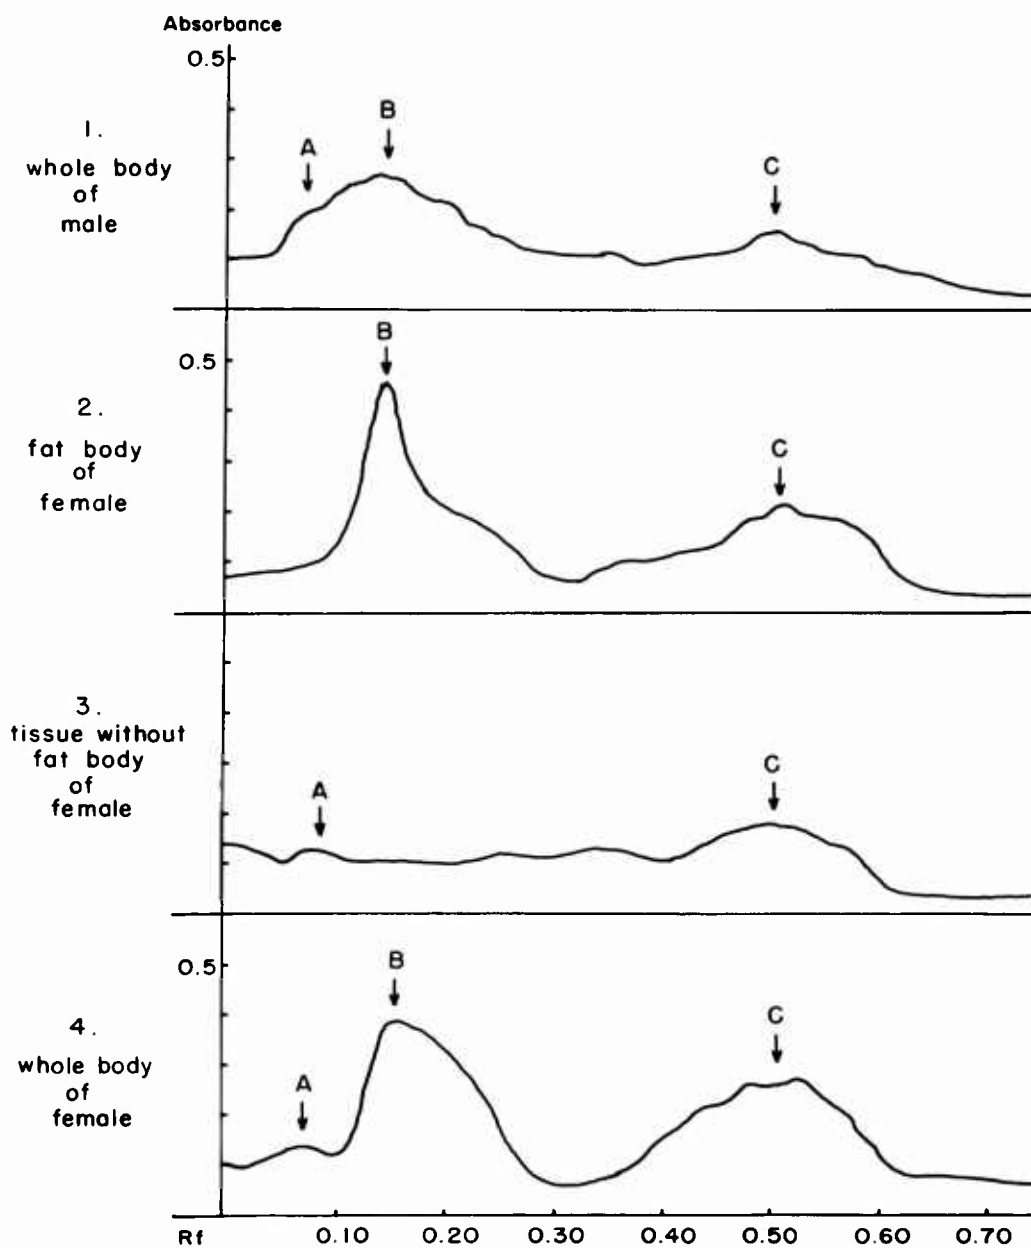 Absorbance
0.5
A
B
C
1.
whole body
of
male
0.5
B
C
2.
fat body
of
female
A
C
3.
tissue without
fat body
of
female
0.5
A
B
C
4.
whole body
of
female
Rf 0.10 0.20 0.30 0.40 0.50 0.60 0.70